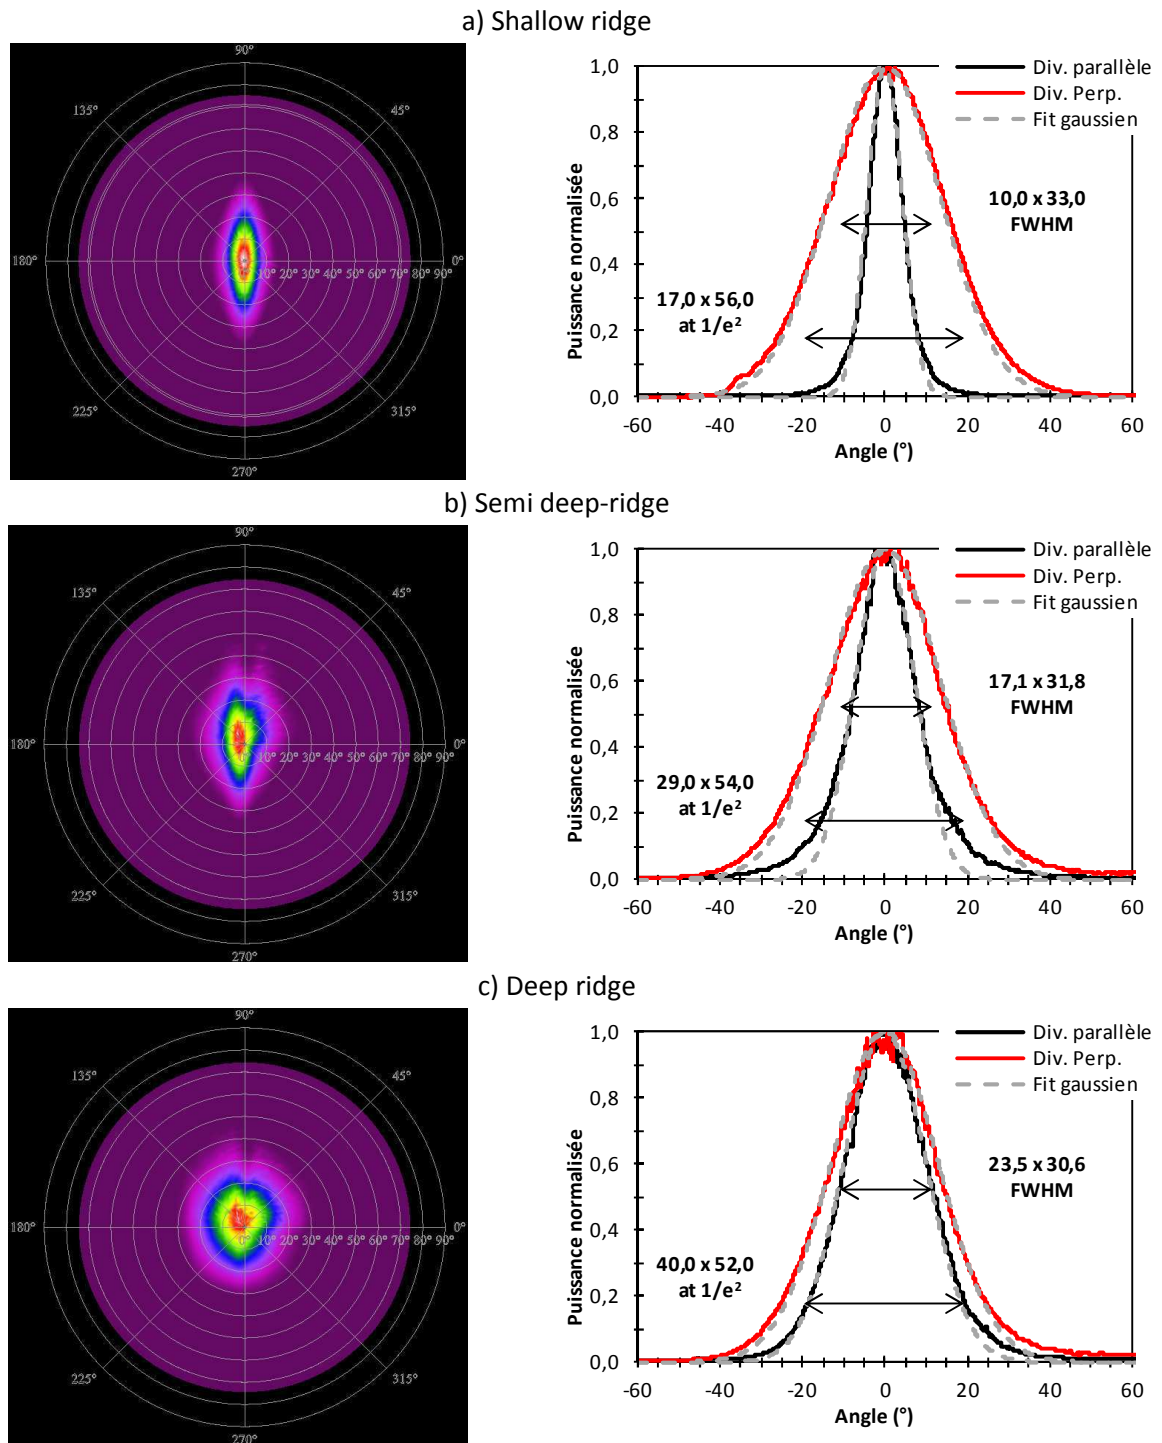 a) Shallow ridge
90°
135°
45°
180°
10° 20° 30° 40° 50° 60° 70° 80° 90°
0°
225°
315°
270°
1,0
0,8
0,6
0,4
0,2
0,0
Puissance normalisée
Div. parallèle
Div. Perp.
Fit gaussien
10,0 x 33,0
FWHM
17,0 x 56,0
at 1/e²
-60 -40 -20 0 20 40 60
Angle (°)
b) Semi deep-ridge
90°
135°
45°
180°
0° 10° 20° 30° 40° 50° 60° 70° 80° 90°
0°
225°
315°
270°
1,0
0,8
0,6
0,4
0,2
0,0
Puissance normalisée
Div. parallèle
Div. Perp.
Fit gaussien
17,1 x 31,8
FWHM
29,0 x 54,0
at 1/e²
-60 -40 -20 0 20 40 60
Angle (°)
c) Deep ridge
90°
135°
45°
180°
0° 10° 20° 30° 40° 50° 60° 70° 80° 90°
0°
225°
315°
270°
1,0
0,8
0,6
0,4
0,2
0,0
Puissance normalisée
Div. parallèle
Div. Perp.
Fit gaussien
23,5 x 30,6
FWHM
40,0 x 52,0
at 1/e²
-60 -40 -20 0 20 40 60
Angle (°)